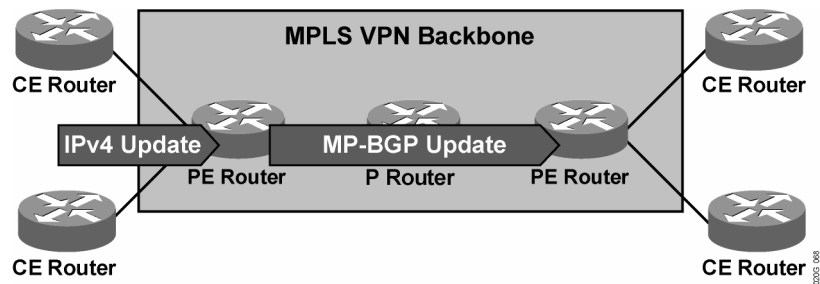 MPLS VPN Backbone
CE Router
CE Router
IPv4 Update
MP-BGP Update
PE Router
P Router
PE Router
CE Router
CE Router
020G_068